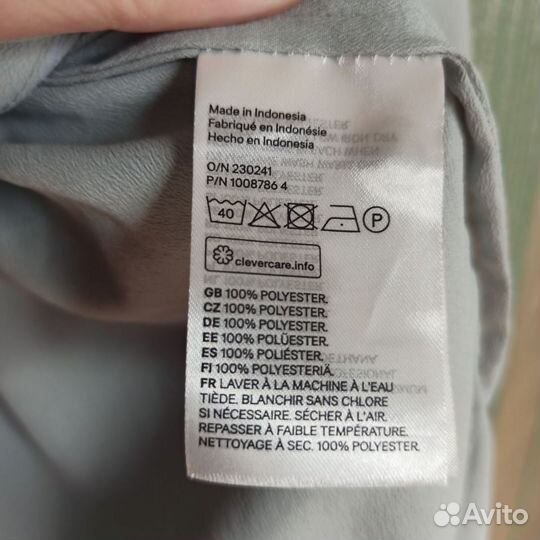 Made in Indonesia
Fabriqué en Indonésie
Hecho en Indonesia
O/N 230241
P/N 1008786 4
40
P
clevercare.info
GB 100% POLYESTER.
CZ 100% POLYESTER.
DE 100% POLYESTER.
EE 100% POLÜESTER.
ES 100% POLIÉSTER.
FI 100% POLYESTERIÄ.
FR LAVER À LA MACHINE À L'EAU
TIÈDE. BLANCHIR SANS CHLORE
SI NÉCESSAIRE. SÉCHER À L'AIR.
REPASSER À FAIBLE TEMPÉRATURE.
NETTOYAGE À SEC. 100% POLYESTER
Avito